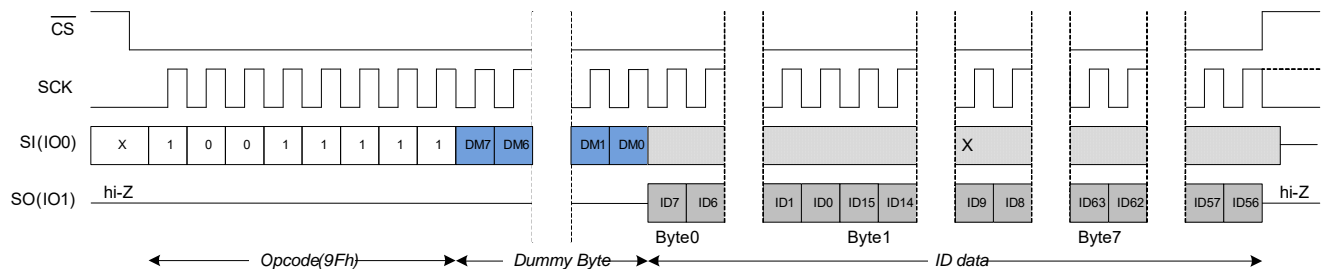 CS
SCK
SI(IO0) X 1 0 0 1 1 1 1 1 DM7 DM6 DM1 DM0 X
hi-Z hi-Z
SO(IO1) ID7 ID6 ID1 ID0 ID15 ID14 ID9 ID8 ID63 ID62 ID57 ID56
Byte0 Byte1 Byte7
Opcode(9Fh) Dummy Byte ID data